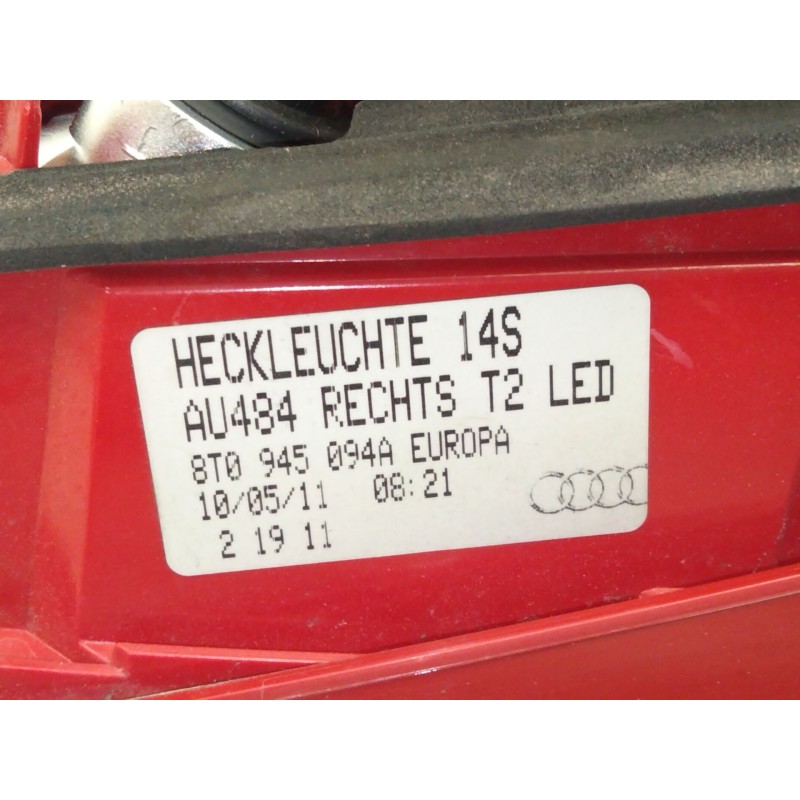 HECKLEUCHTE 14S
AU484 RECHTS T2 LED
8T0 945 094A EUROPA
10/05/11 08:21
2 19 11